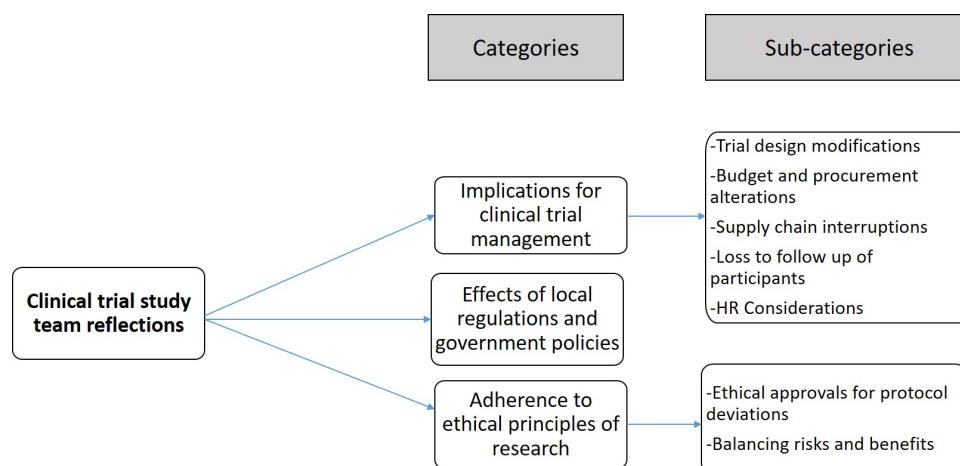 Categories
Sub-categories
Clinical trial study
team reflections
Implications for
clinical trial
management
-Trial design modifications
-Budget and procurement
alterations
-Supply chain interruptions
-Loss to follow up of
participants
-HR Considerations
Effects of local
regulations and
government policies
Adherence to
ethical principles of
research
-Ethical approvals for protocol
deviations
-Balancing risks and benefits